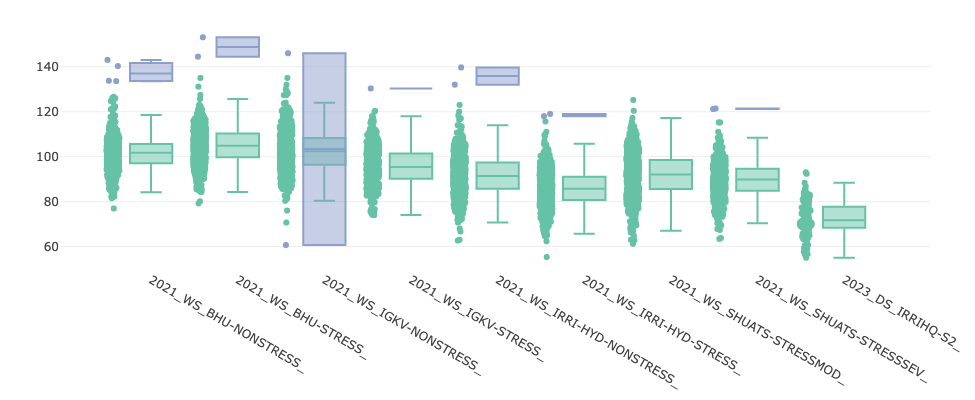 140
120
100
80
60
2021_WS_BHU-NONSTRESS_
2021_WS_BHU-STRESS_
2021_WS_IGKV-NONSTRESS_
2021_WS_IGKV-STRESS_
2021_WS_IRRI-HYD-NONSTRESS_
2021_WS_IRRI-HYD-STRESS_
2021_WS_SHUATS-STRESSMOD_
2021_WS_SHUATS-STRESSSEV_
2023_DS_IRRIHQ-S2_